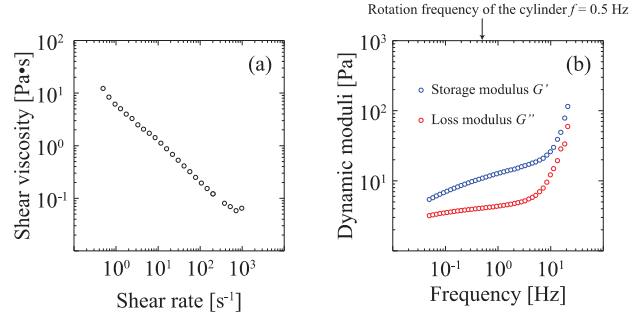 Rotation frequency of the cylinder f = 0.5 Hz
(a)
Shear viscosity [Pa•s]
10²
10¹
10⁰
10⁻¹
10⁰ 10¹ 10² 10³
Shear rate [s⁻¹]
(b)
Dynamic moduli [Pa]
10³
10²
10¹
Storage modulus G′
Loss modulus G″
10⁻¹ 10⁰ 10¹
Frequency [Hz]